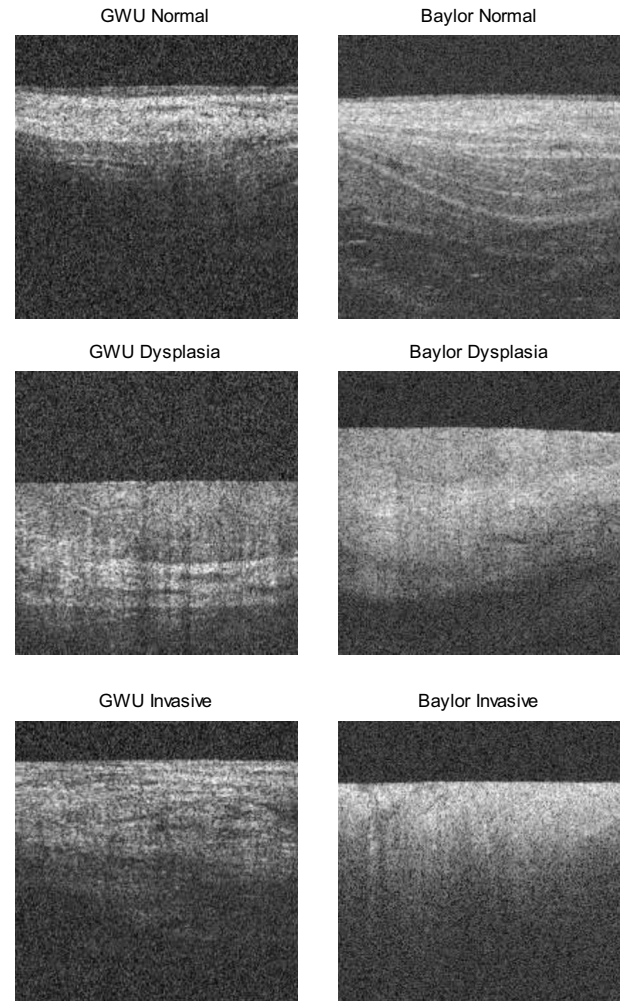 GWU Normal
Baylor Normal
GWU Dysplasia
Baylor Dysplasia
GWU Invasive
Baylor Invasive